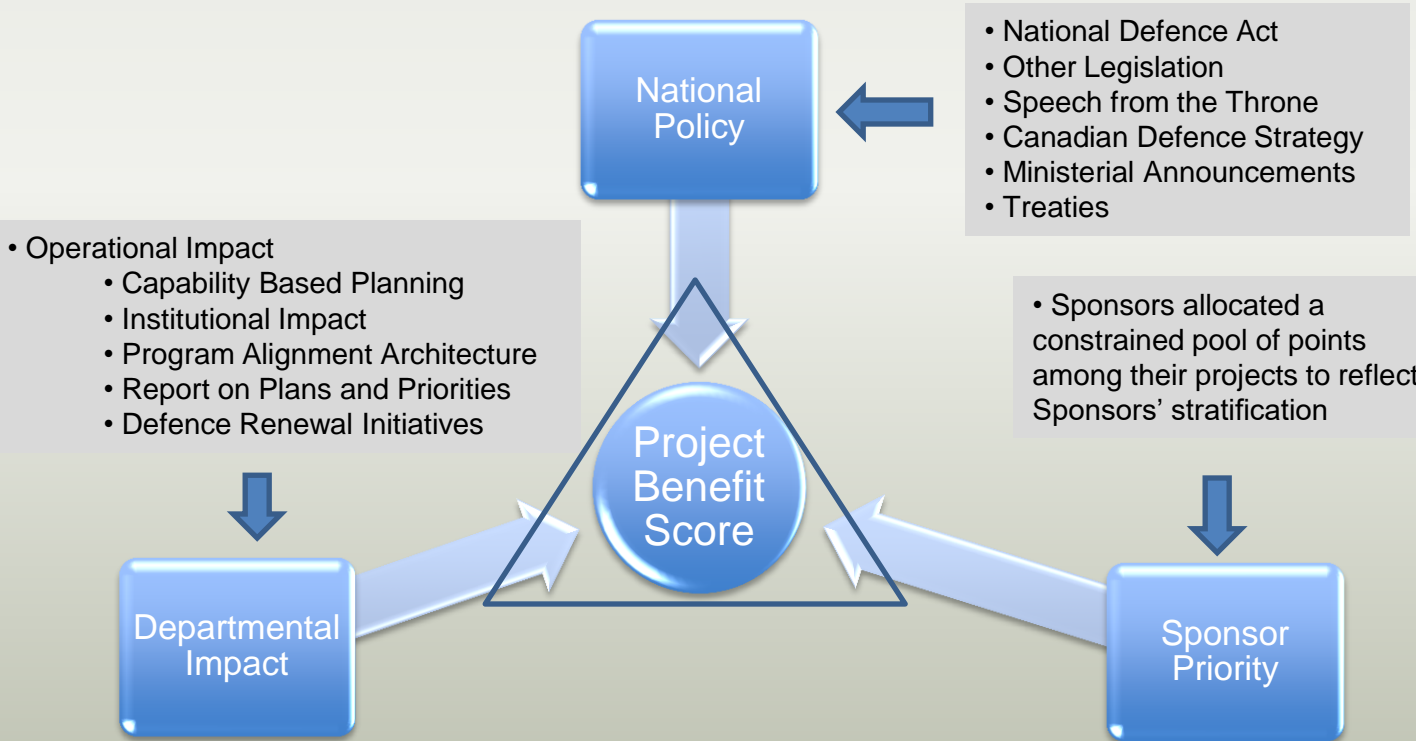 National
Policy
• National Defence Act
• Other Legislation
• Speech from the Throne
• Canadian Defence Strategy
• Ministerial Announcements
• Treaties
• Operational Impact
• Capability Based Planning
• Institutional Impact
• Program Alignment Architecture
• Report on Plans and Priorities
• Defence Renewal Initiatives
• Sponsors allocated a
constrained pool of points
among their projects to reflect
Sponsors’ stratification
Project
Benefit
Score
Departmental
Impact
Sponsor
Priority